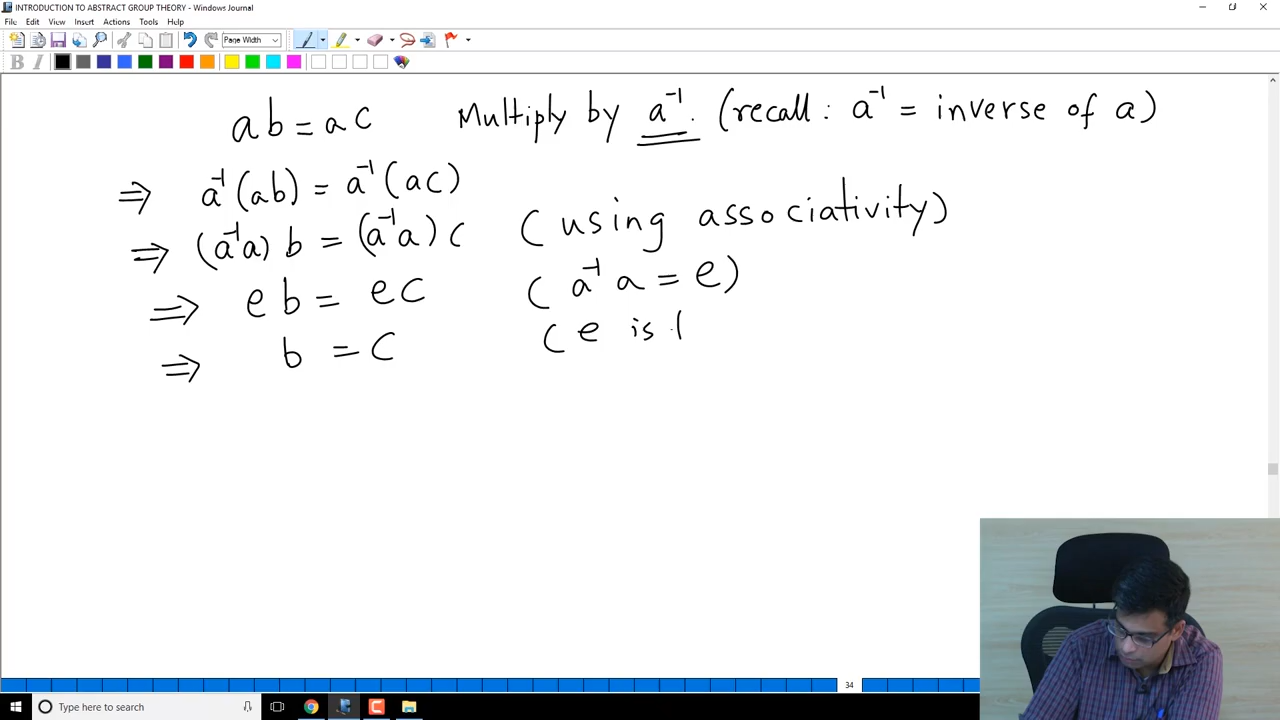 INTRODUCTION TO ABSTRACT GROUP THEORY - Windows Journal
File Edit View Insert Actions Tools Help
Page Width
B I
ab = ac Multiply by a⁻¹. (recall : a⁻¹ = inverse of a)
⇒ a⁻¹(ab) = a⁻¹(ac)
⇒ (a⁻¹a) b = (a⁻¹a) c (using associativity)
⇒ eb = ec (a⁻¹a = e)
⇒ b = c (e is
34
Type here to search